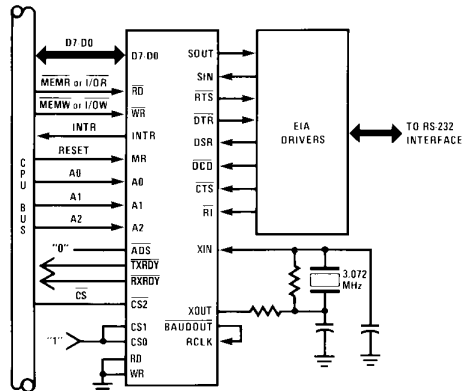 CPU BUS
D7-D0
MEMR or I/OR
MEMW or I/OW
INTR
RESET
A0
A1
A2
"0"
CS
"1"
D7-D0
RD
WR
INTR
MR
A0
A1
A2
ADS
TXRDY
RXRDY
CS2
CS1
CS0
RD
WR
SOUT
SIN
RTS
DTR
DSR
DCD
CTS
RI
XIN
XOUT
BAUDOUT
RCLK
EIA
DRIVERS
TO RS-232
INTERFACE
3.072
MHz